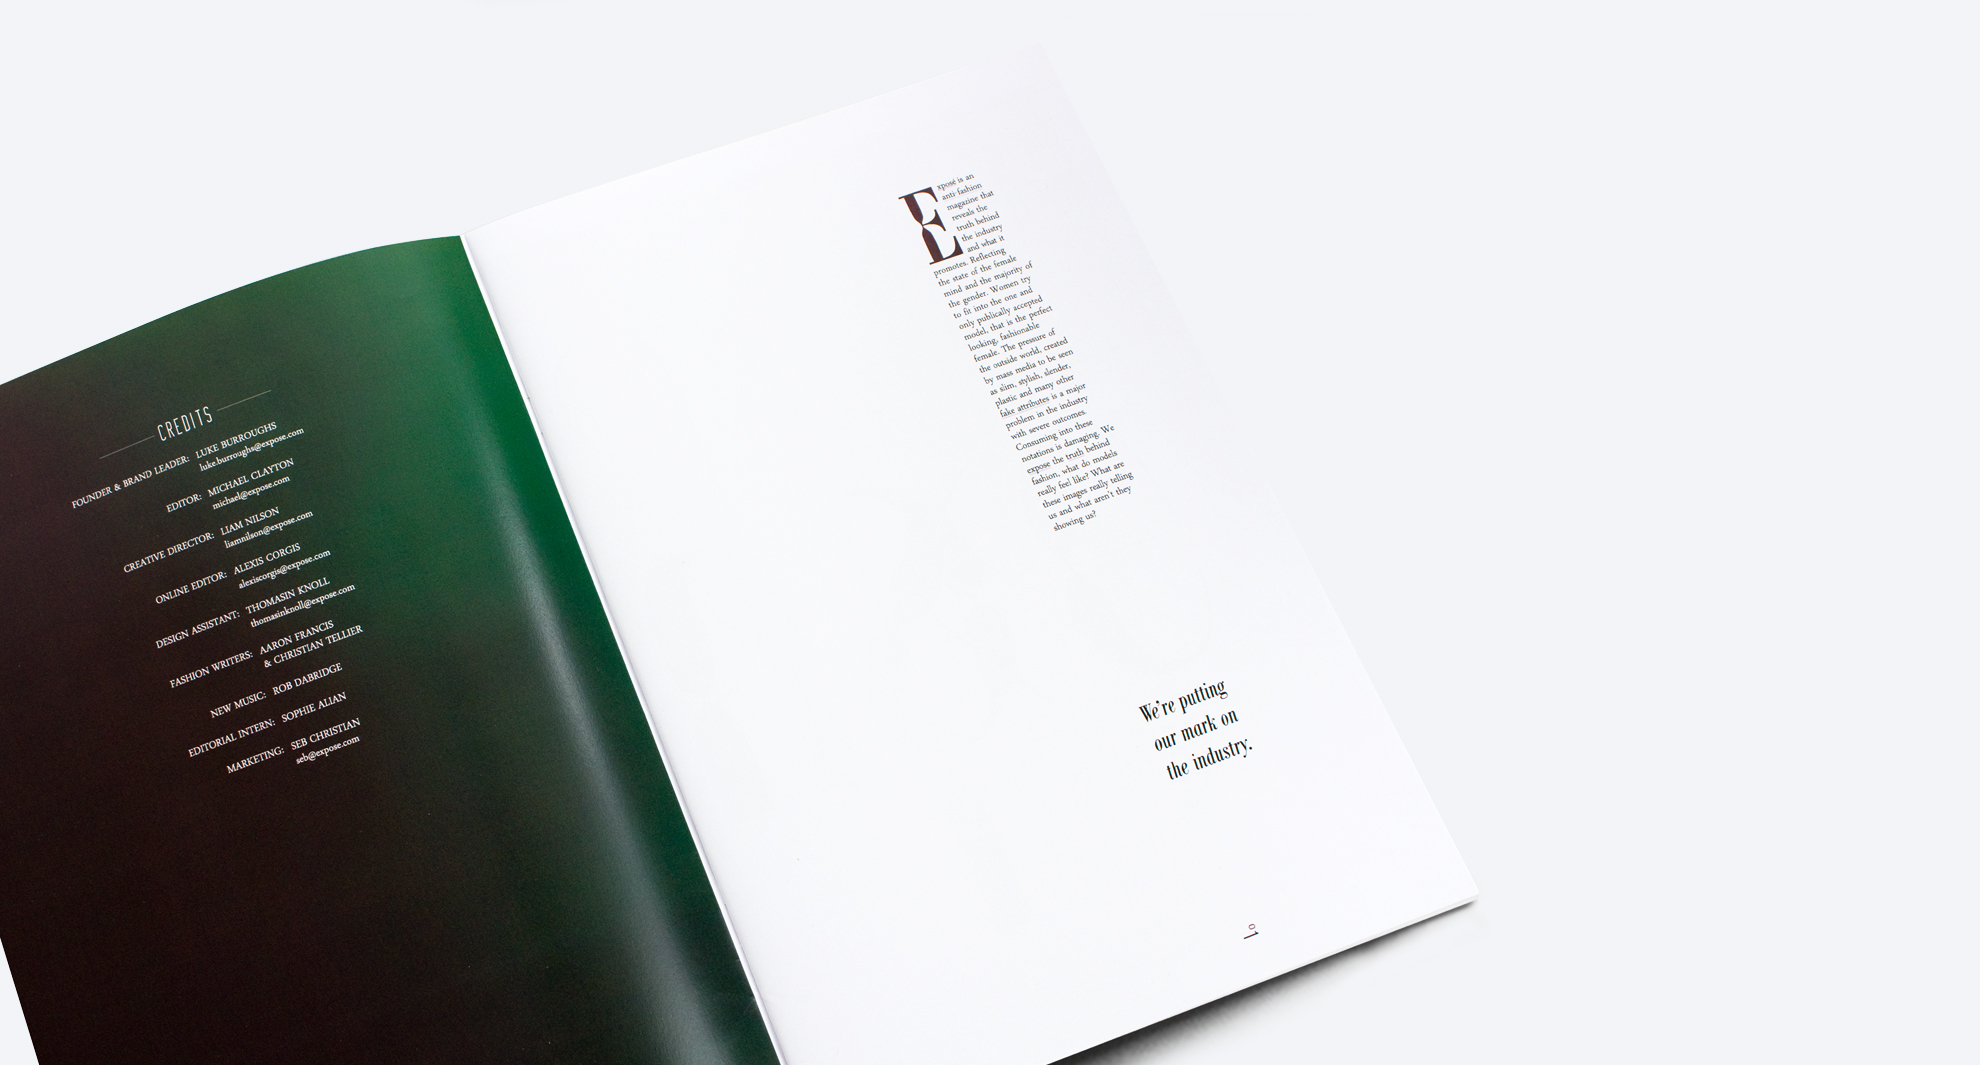 CREDITS
FOUNDER & BRAND LEADER: LUKE BURROUGHS
luke.burroughs@expose.com
EDITOR: MICHAEL CLAYTON
michael@expose.com
CREATIVE DIRECTOR: LIAM NILSON
liamnilson@expose.com
ONLINE EDITOR: ALEXIS CORGIS
alexiscorgis@expose.com
DESIGN ASSISTANT: THOMASIN KNOLL
thomasinknoll@expose.com
FASHION WRITERS: AARON FRANCIS
& CHRISTIAN TELLIER
NEW MUSIC: ROB DABRIDGE
EDITORIAL INTERN: SOPHIE ALIAN
MARKETING: SEB CHRISTIAN
seb@expose.com
Exposé is an
anti-fashion
magazine that
reveals the
truth behind
the industry
and what it
promotes. Reflecting
the state of the female
mind and the majority of
the gender. Women try
to fit into the one and
only publically accepted
model, that is the perfect
looking, fashionable
female. The pressure of
the outside world, created
by mass media to be seen
as slim, stylish, slender,
plastic and many other
fake attributes is a major
problem in the industry
with severe outcomes.
Consuming into these
notations is damaging. We
expose the truth behind
fashion, what do models
really feel like? What are
these images really telling
us and what aren't they
showing us?
We're putting
our mark on
the industry.
01